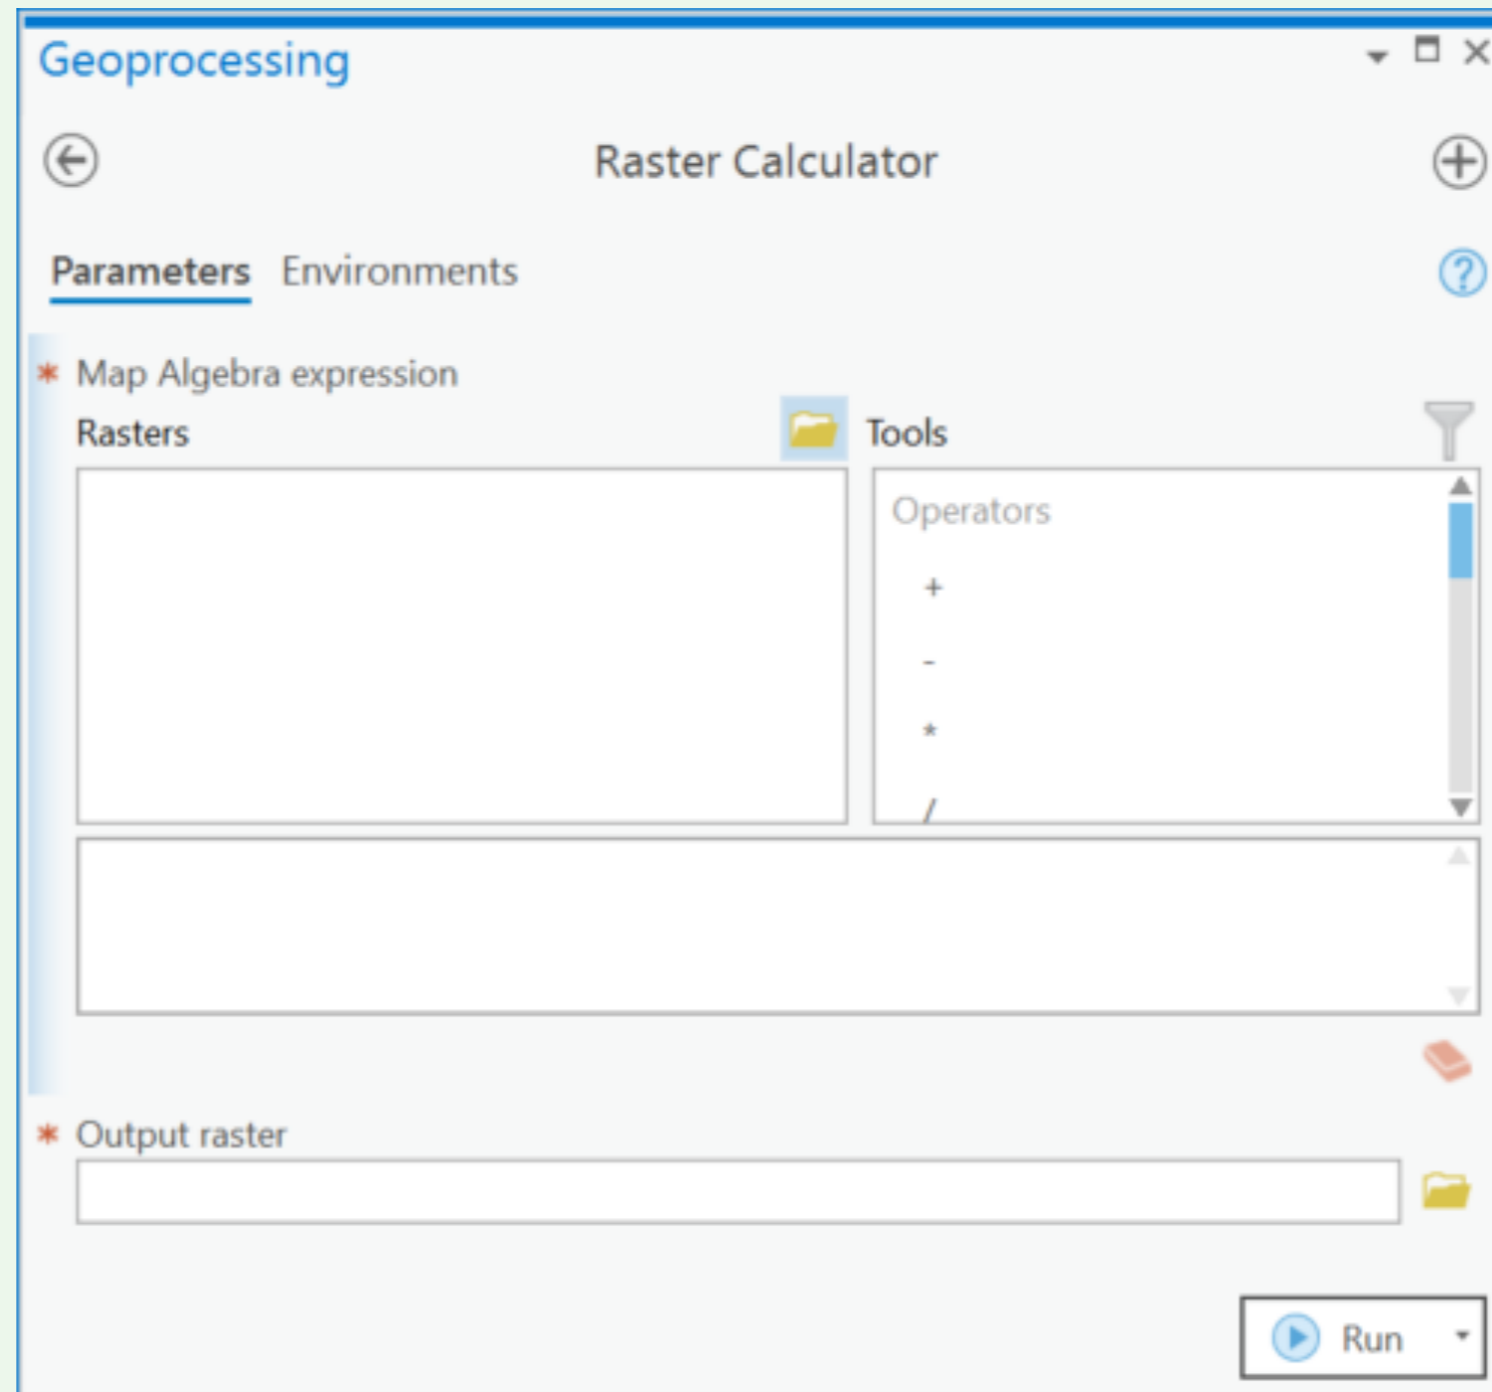 Geoprocessing
Raster Calculator
Parameters Environments
* Map Algebra expression
Rasters Tools
Operators
+
-
*
/
* Output raster
Run